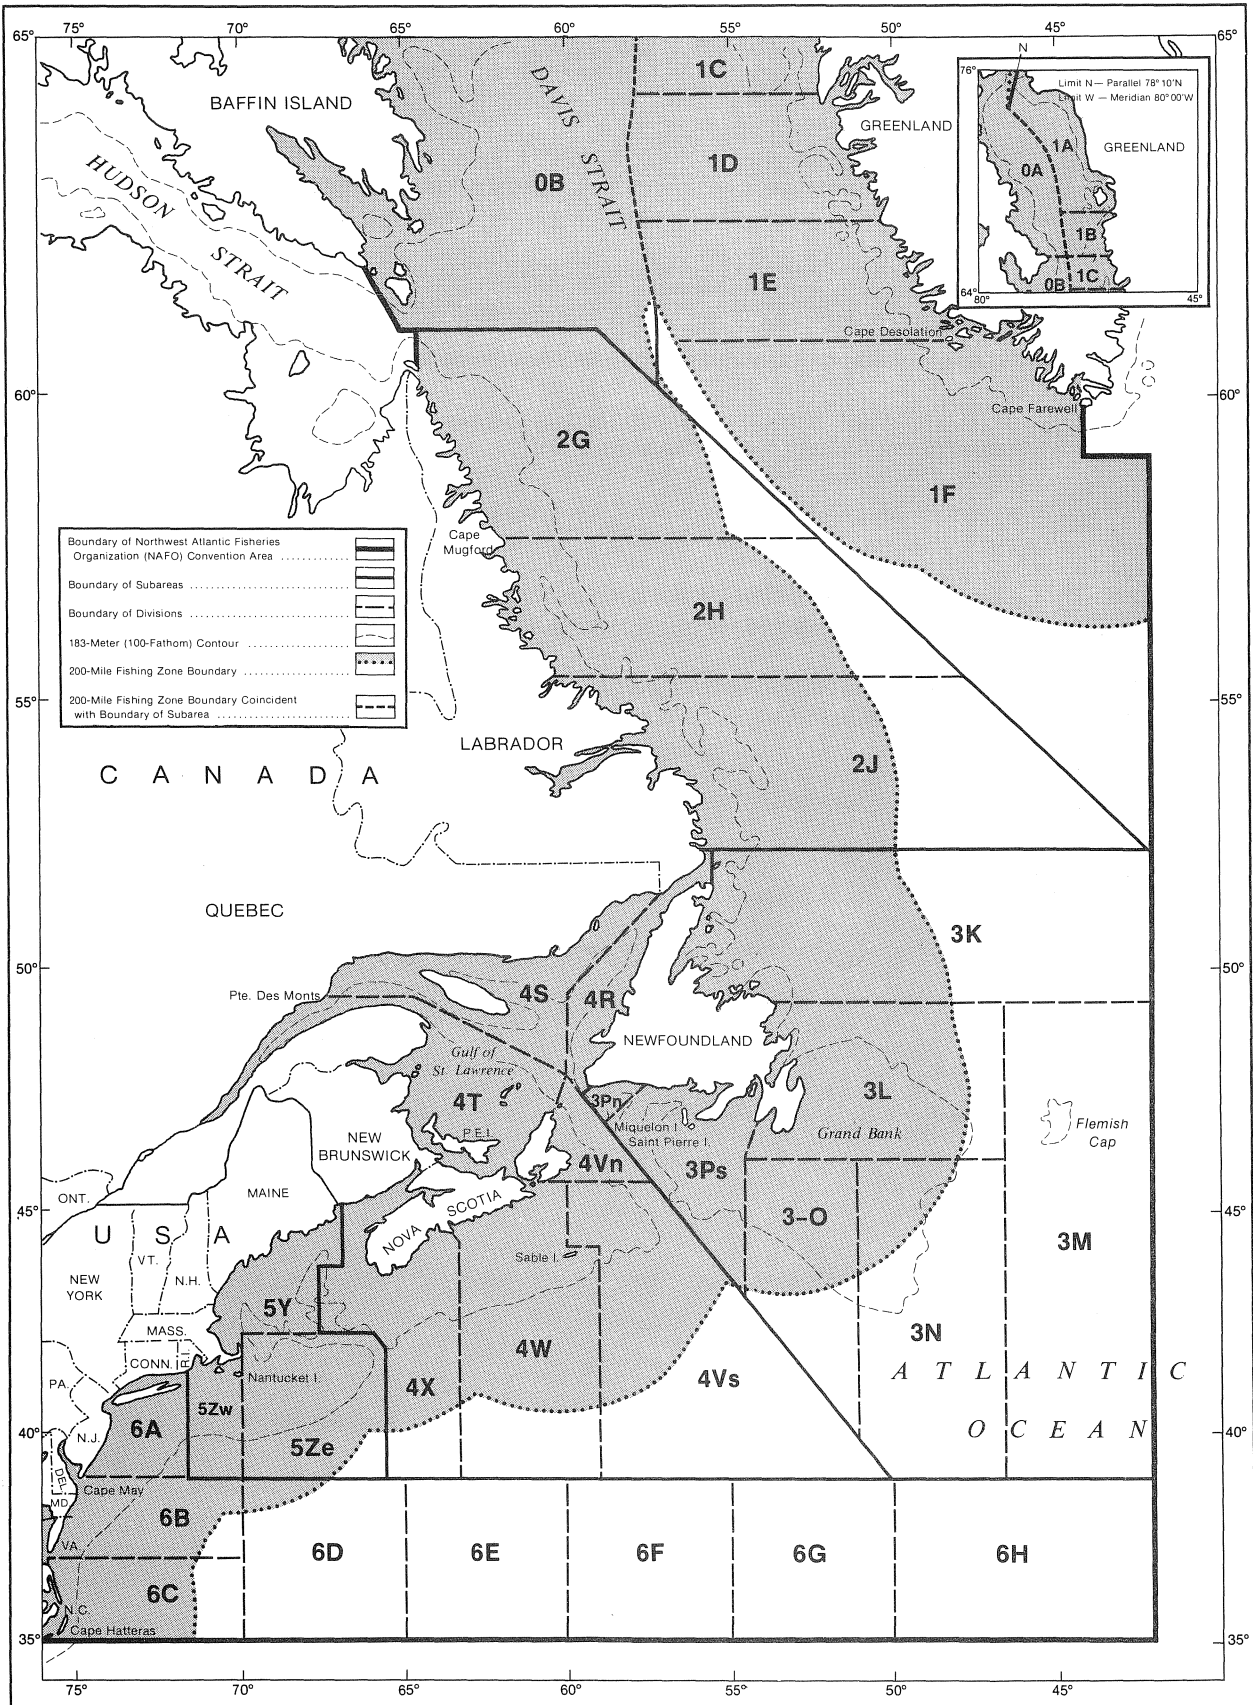 75°
70°
65°
60°
55°
50°
45°
65°
65°
N
76°
Limit N — Parallel 78° 10'N
Limit W — Meridian 80° 00'W
1A
GREENLAND
0A
1B
1C
0B
64°
80°
45°
DAVIS
STRAIT
1C
BAFFIN ISLAND
GREENLAND
HUDSON
STRAIT
0B
1D
1E
Cape Desolation
60°
60°
Cape Farewell
2G
1F
Boundary of Northwest Atlantic Fisheries
Organization (NAFO) Convention Area
Boundary of Subareas
Boundary of Divisions
183-Meter (100-Fathom) Contour
200-Mile Fishing Zone Boundary
200-Mile Fishing Zone Boundary Coincident
with Boundary of Subarea
Cape
Mugford
2H
55°
55°
LABRADOR
2J
CANADA
QUEBEC
3K
50°
50°
Pte. Des Monts
4S
4R
NEWFOUNDLAND
Gulf of
St. Lawrence
4T
3Pn
3L
Miquelon I.
Saint Pierre I.
Grand Bank
Flemish
Cap
P.E.I.
NEW
BRUNSWICK
4Vn
3Ps
ONT.
MAINE
45°
45°
NOVA
SCOTIA
3-O
3M
USA
VT.
N.H.
NEW
YORK
Sable I.
5Y
MASS.
3N
4W
CONN.
R.I.
Nantucket I.
PA.
4X
4Vs
ATLANTIC
OCEAN
5Zw
6A
N.J.
5Ze
40°
40°
DEL.
Cape May
MD.
6B
VA.
6D
6E
6F
6G
6H
6C
N.C.
Cape Hatteras
35°
35°
75°
70°
65°
60°
55°
50°
45°